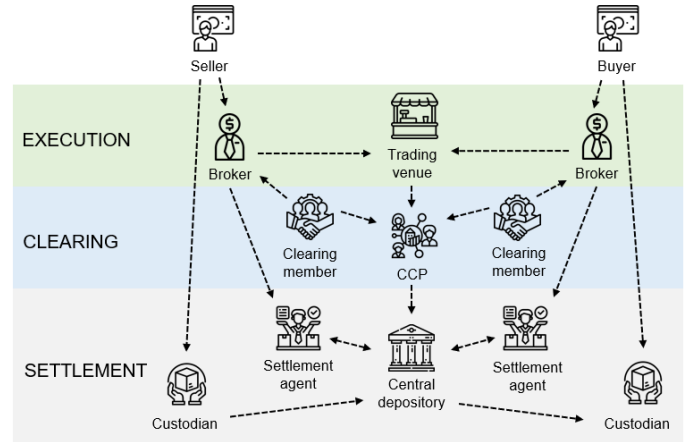 Seller
Buyer
EXECUTION
Broker
Trading
venue
Broker
CLEARING
Clearing
member
CCP
Clearing
member
SETTLEMENT
Settlement
agent
Central
depository
Settlement
agent
Custodian
Custodian